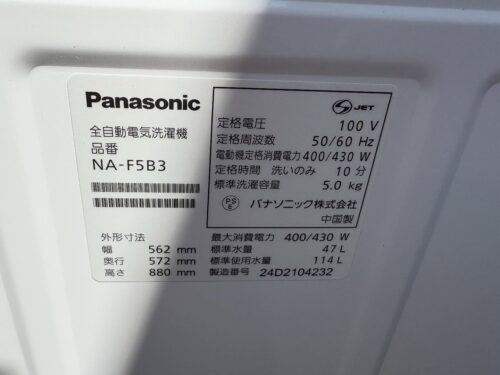 Panasonic
全自動電気洗濯機
品番
NA-F5B3
外形寸法
幅 562 mm
奥行 572 mm
高さ 880 mm
S JET
定格電圧 100 V
定格周波数 50/60 Hz
電動機定格消費電力 400/430 W
定格時間 洗いのみ 10 分
標準洗濯容量 5.0 kg
PS E パナソニック株式会社
中国製
最大消費電力 400/430 W
標準水量 47 L
標準使用水量 114 L
製造番号 24D2104232